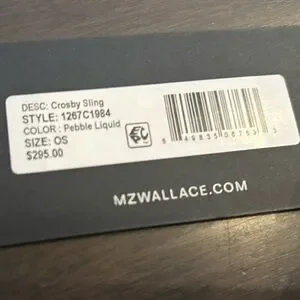 DESC: Crosby Sling
STYLE: 1267C1984
COLOR: Pebble Liquid
SIZE: OS
$295.00
MZWALLACE.COM